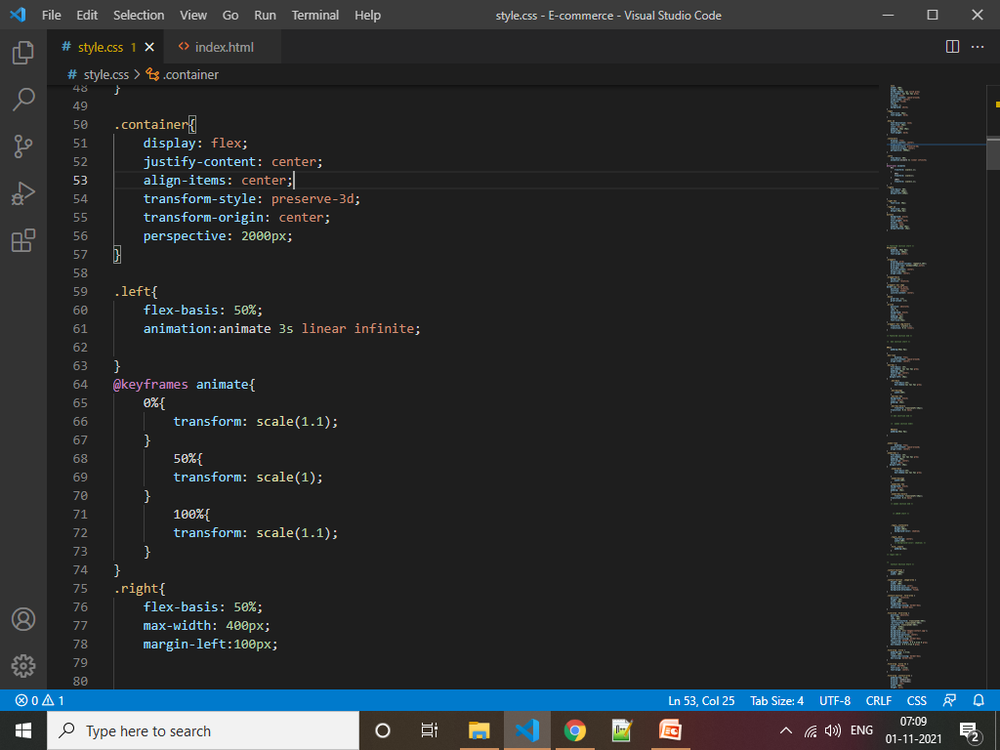 File Edit Selection View Go Run Terminal Help style.css - E-commerce - Visual Studio Code
# style.css 1 <> index.html
# style.css > .container
48 }
49
50 .container{
51 display: flex;
52 justify-content: center;
53 align-items: center;
54 transform-style: preserve-3d;
55 transform-origin: center;
56 perspective: 2000px;
57 }
58
59 .left{
60 flex-basis: 50%;
61 animation:animate 3s linear infinite;
62
63 }
64 @keyframes animate{
65 0%{
66 transform: scale(1.1);
67 }
68 50%{
69 transform: scale(1);
70 }
71 100%{
72 transform: scale(1.1);
73 }
74 }
75 .right{
76 flex-basis: 50%;
77 max-width: 400px;
78 margin-left:100px;
79
80
0 1 Ln 53, Col 25 Tab Size: 4 UTF-8 CRLF CSS
Type here to search ENG 07:09
01-11-2021 2